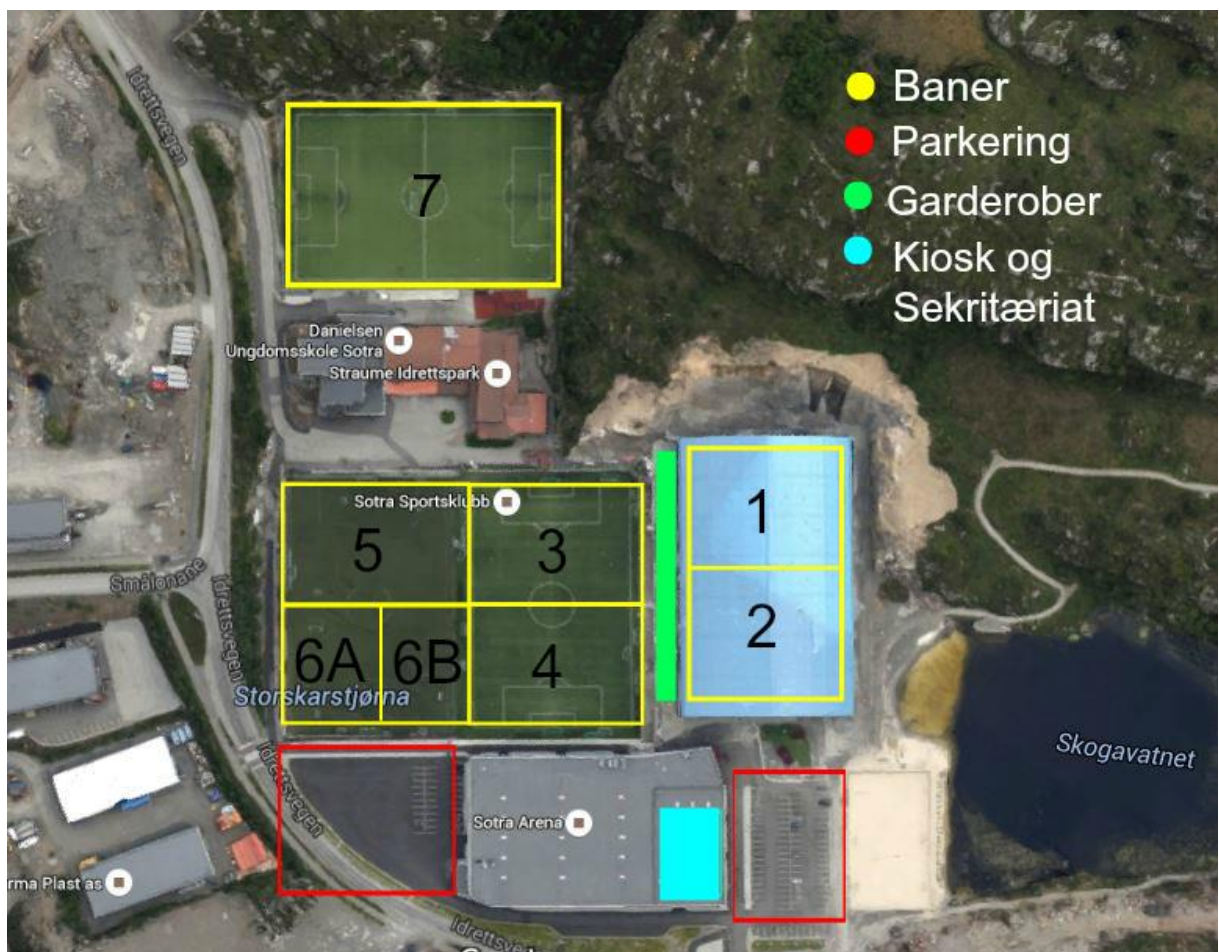 Baner
Parkering
Garderober
Kiosk og
Sekritæriat
Idrettsvegen
7
Danielsen
Ungdomsskole Sotra
Straume Idrettspark
Sotra Sportsklubb
5
3
1
Smålonane
Idrettsvegen
6A
6B
4
2
Storskarstjørna
Idrettsvegen
Skogavatnet
Sotra Arena
rma Plast as
Idrettsve